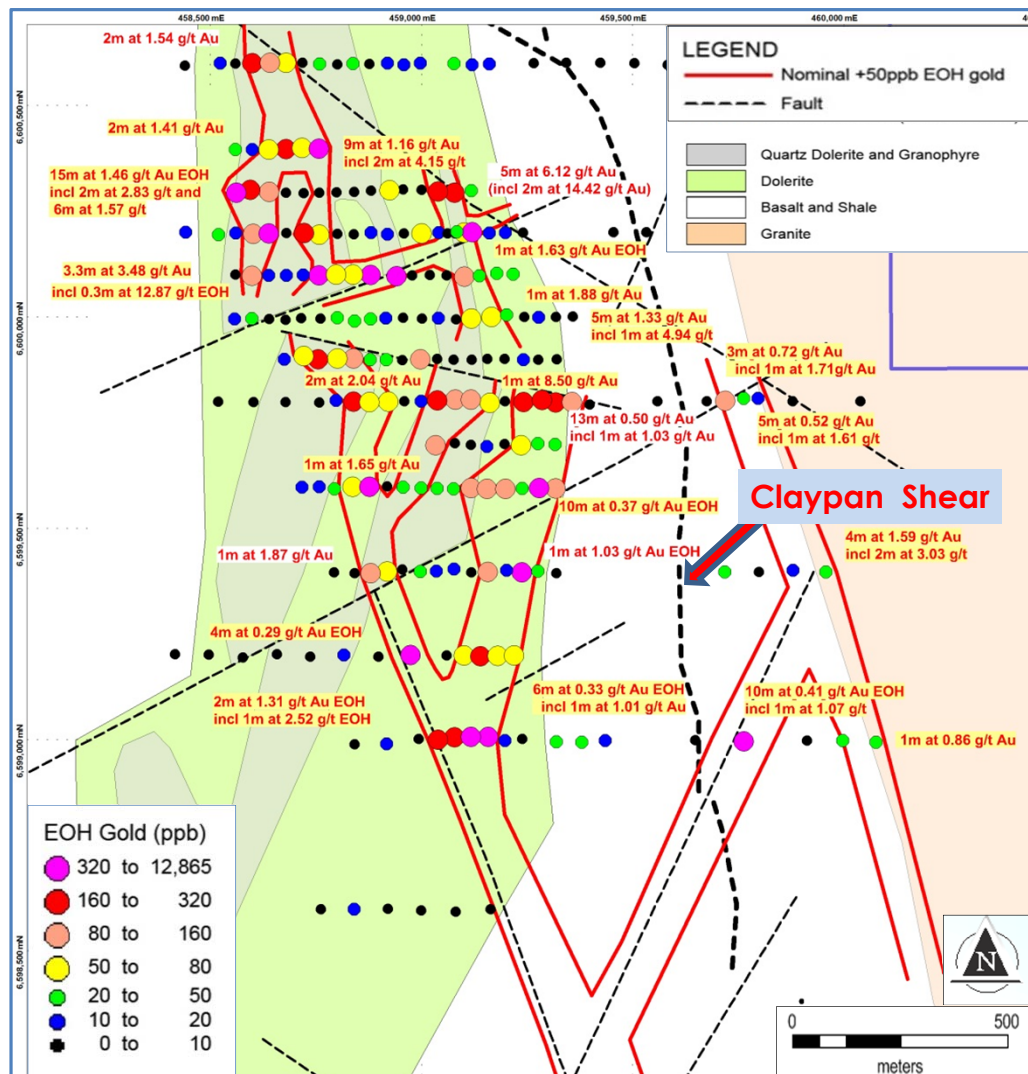 458,500 mE
459,000 mE
459,500 mE
460,000 mE
46
LEGEND
Nominal +50ppb EOH gold
Fault
Quartz Dolerite and Granophyre
Dolerite
Basalt and Shale
Granite
6,600,500 mN
6,600,000 mN
6,599,500 mN
6,599,000 mN
6,598,500 mN
2m at 1.54 g/t Au
2m at 1.41 g/t Au
9m at 1.16 g/t Au
incl 2m at 4.15 g/t
15m at 1.46 g/t Au EOH
incl 2m at 2.83 g/t and
6m at 1.57 g/t
5m at 6.12 g/t Au
(incl 2m at 14.42 g/t Au)
1m at 1.63 g/t Au EOH
3.3m at 3.48 g/t Au
incl 0.3m at 12.87 g/t EOH
1m at 1.88 g/t Au
5m at 1.33 g/t Au
incl 1m at 4.94 g/t
3m at 0.72 g/t Au
incl 1m at 1.71g/t Au
2m at 2.04 g/t Au
1m at 8.50 g/t Au
13m at 0.50 g/t Au
incl 1m at 1.03 g/t Au
5m at 0.52 g/t Au
incl 1m at 1.61 g/t
1m at 1.65 g/t Au
10m at 0.37 g/t Au EOH
Claypan Shear
4m at 1.59 g/t Au
incl 2m at 3.03 g/t
1m at 1.87 g/t Au
1m at 1.03 g/t Au EOH
4m at 0.29 g/t Au EOH
2m at 1.31 g/t Au EOH
incl 1m at 2.52 g/t EOH
6m at 0.33 g/t Au EOH
incl 1m at 1.01 g/t Au
10m at 0.41 g/t Au EOH
incl 1m at 1.07 g/t
1m at 0.86 g/t Au
EOH Gold (ppb)
320 to 12,865
160 to 320
80 to 160
50 to 80
20 to 50
10 to 20
0 to 10
N
0 500
meters